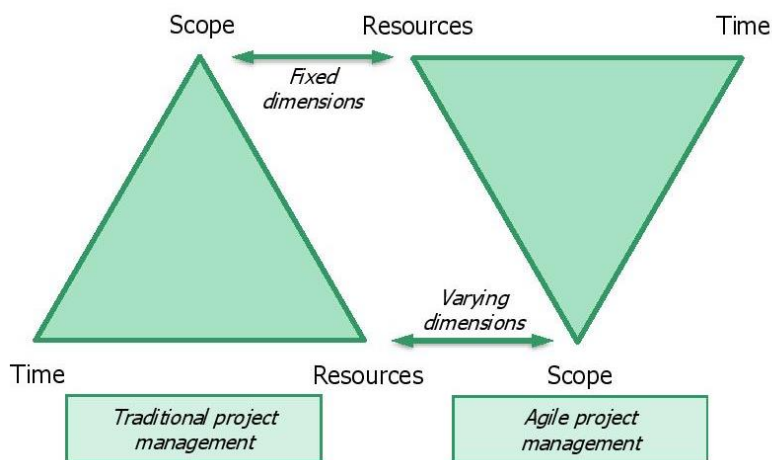 Scope
Resources
Time
Fixed
dimensions
Varying
dimensions
Time
Resources
Scope
Traditional project
management
Agile project
management